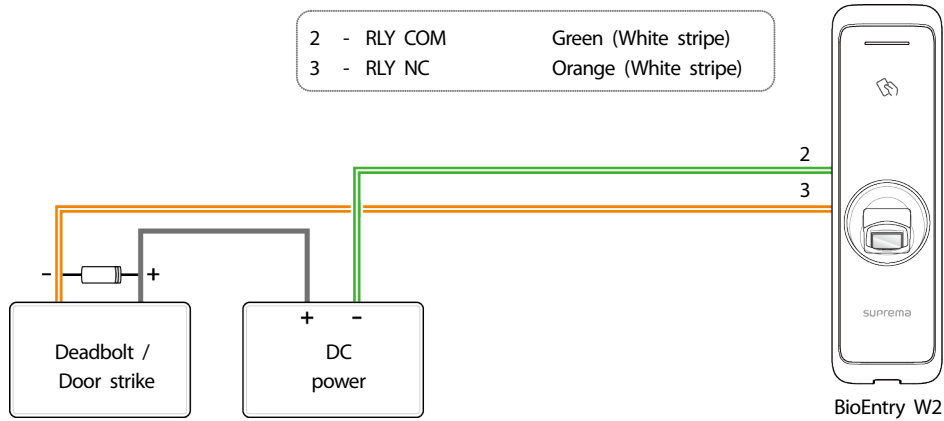 2 - RLY COM Green (White stripe)
3 - RLY NC Orange (White stripe)
2
3
- +
+ -
Deadbolt /
Door strike
DC
power
suprema
BioEntry W2